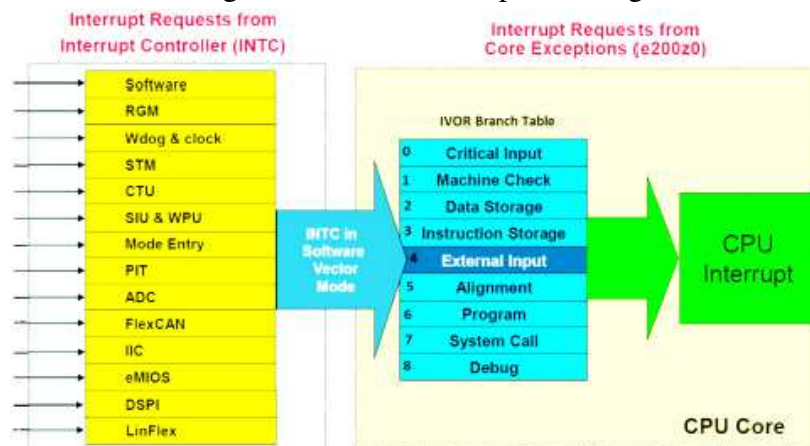 Interrupt Requests from
Interrupt Controller (INTC)
Software
RGM
Wdog & clock
STM
CTU
SIU & WPU
Mode Entry
PIT
ADC
FlexCAN
IIC
eMIOS
DSPI
LinFlex
INTC in
Software
Vector
Mode
Interrupt Requests from
Core Exceptions (e200z0)
IVOR Branch Table
0 Critical Input
1 Machine Check
2 Data Storage
3 Instruction Storage
4 External Input
5 Alignment
6 Program
7 System Call
8 Debug
CPU
Interrupt
CPU Core